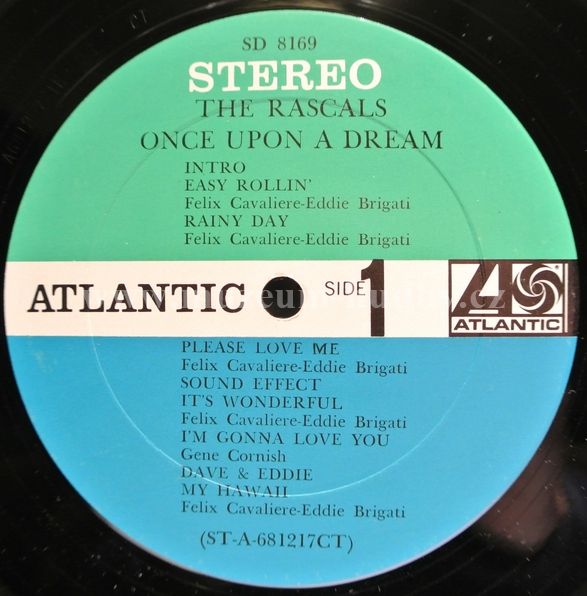 SD 8169
STEREO
THE RASCALS
ONCE UPON A DREAM
INTRO
EASY ROLLIN'
Felix Cavaliere-Eddie Brigati
RAINY DAY
Felix Cavaliere-Eddie Brigati
ATLANTIC
SIDE 1
ATLANTIC
PLEASE LOVE ME
Felix Cavaliere-Eddie Brigati
SOUND EFFECT
IT'S WONDERFUL
Felix Cavaliere-Eddie Brigati
I'M GONNA LOVE YOU
Gene Cornish
DAVE & EDDIE
MY HAWAII
Felix Cavaliere-Eddie Brigati
(ST-A-681217CT)